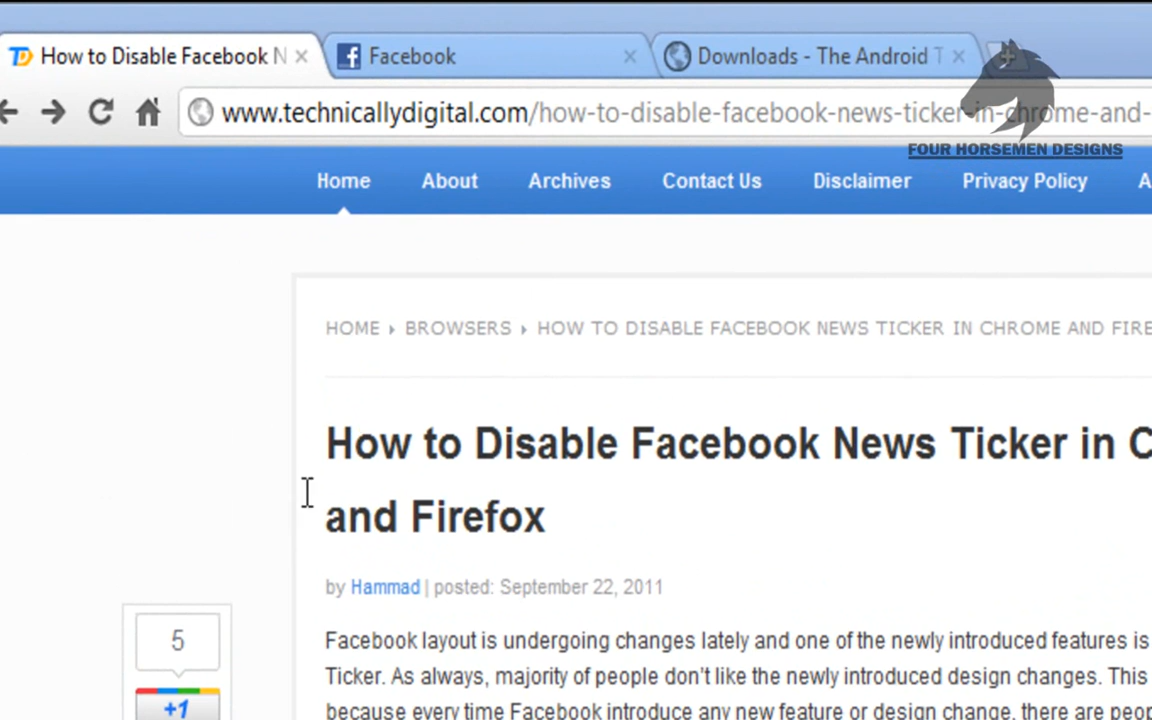 How to Disable Facebook N
Facebook
Downloads - The Android T
www.technicallydigital.com/how-to-disable-facebook-news-ticker-in-chrome-and-
FOUR HORSEMEN DESIGNS
Home About Archives Contact Us Disclaimer Privacy Policy A
HOME BROWSERS HOW TO DISABLE FACEBOOK NEWS TICKER IN CHROME AND FIRE
How to Disable Facebook News Ticker in C
and Firefox
by Hammad | posted: September 22, 2011
5
+1
Facebook layout is undergoing changes lately and one of the newly introduced features is
Ticker. As always, majority of people don't like the newly introduced design changes. This
because every time Facebook introduce any new feature or design change, there are peop